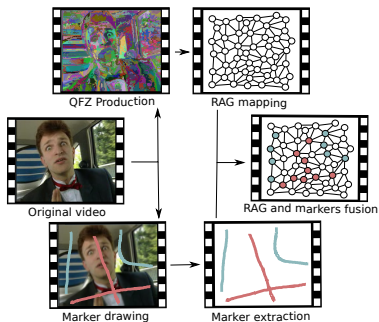 QFZ Production
RAG mapping
Original video
RAG and markers fusion
Marker drawing
Marker extraction